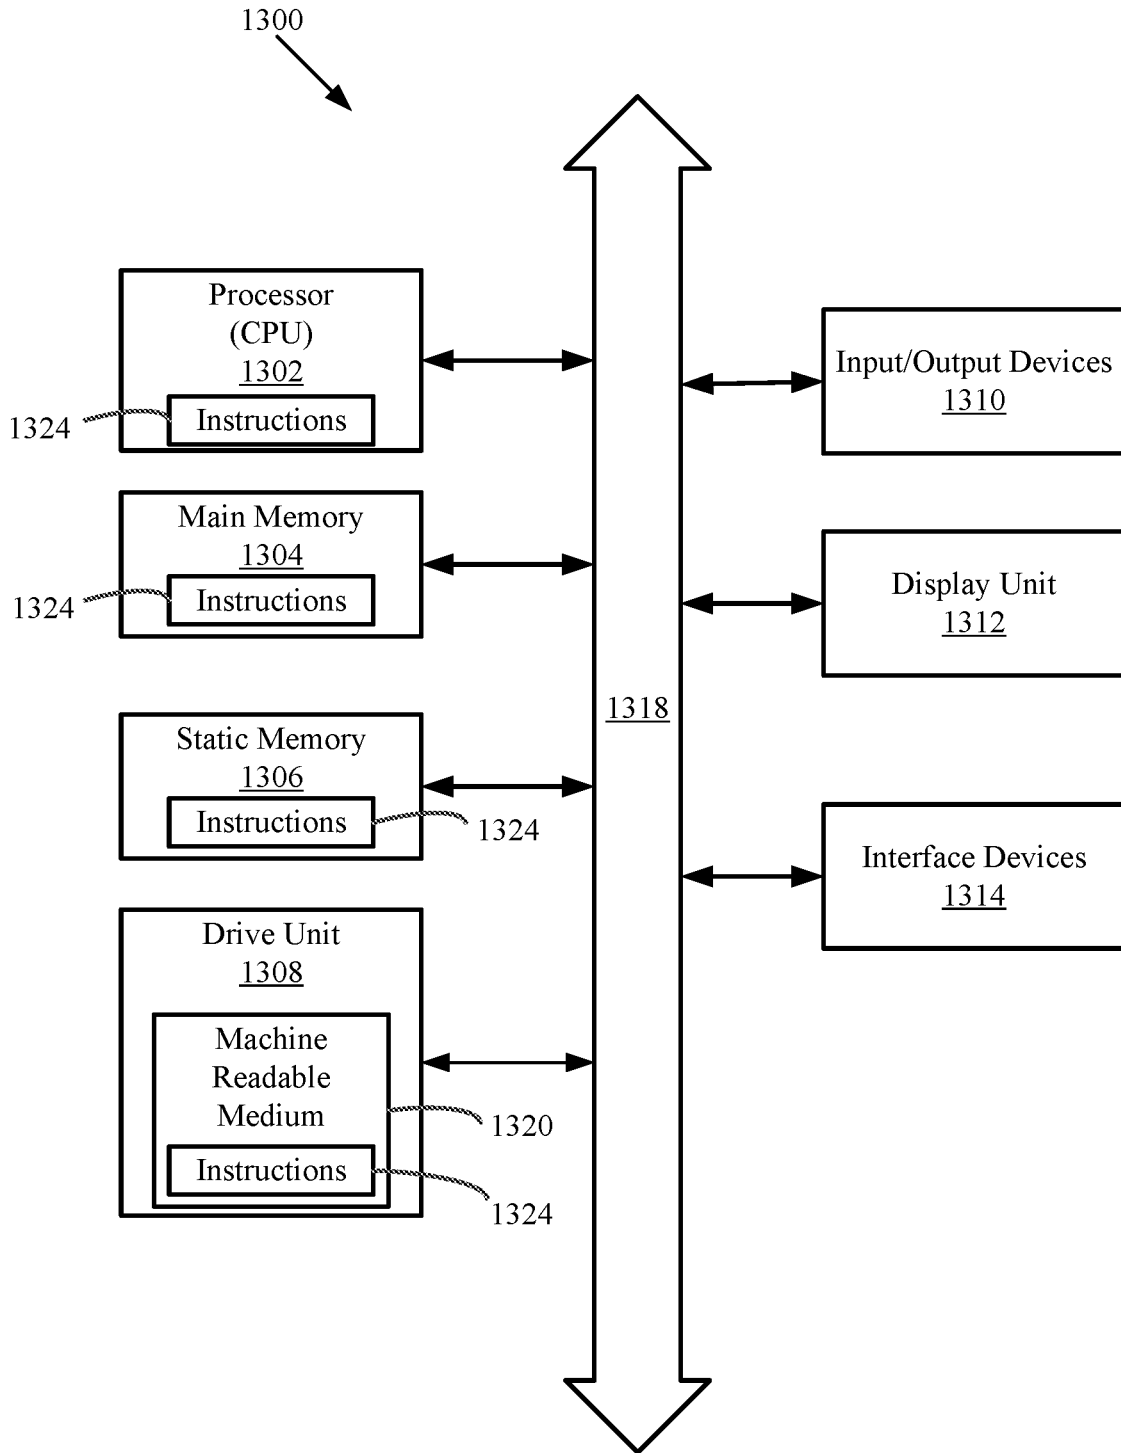 1300
Processor
(CPU)
1302
Instructions
1324
Main Memory
1304
Instructions
1324
Static Memory
1306
Instructions
1324
Drive Unit
1308
Machine
Readable
Medium
1320
Instructions
1324
1318
Input/Output Devices
1310
Display Unit
1312
Interface Devices
1314